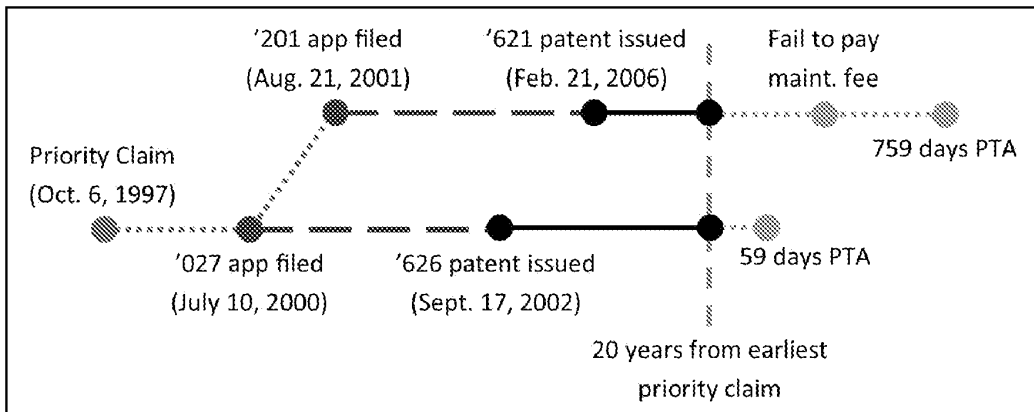 '201 app filed
(Aug. 21, 2001)
'621 patent issued
(Feb. 21, 2006)
Fail to pay
maint. fee
759 days PTA
Priority Claim
(Oct. 6, 1997)
'027 app filed
(July 10, 2000)
'626 patent issued
(Sept. 17, 2002)
59 days PTA
20 years from earliest
priority claim